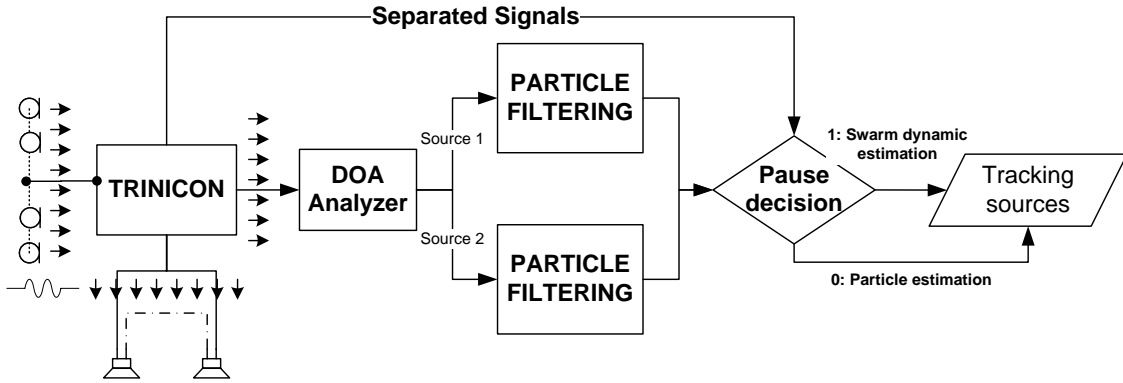 Separated Signals
TRINICON
DOA
Analyzer
Source 1
Source 2
PARTICLE
FILTERING
PARTICLE
FILTERING
Pause
decision
1: Swarm dynamic
estimation
0: Particle estimation
Tracking
sources